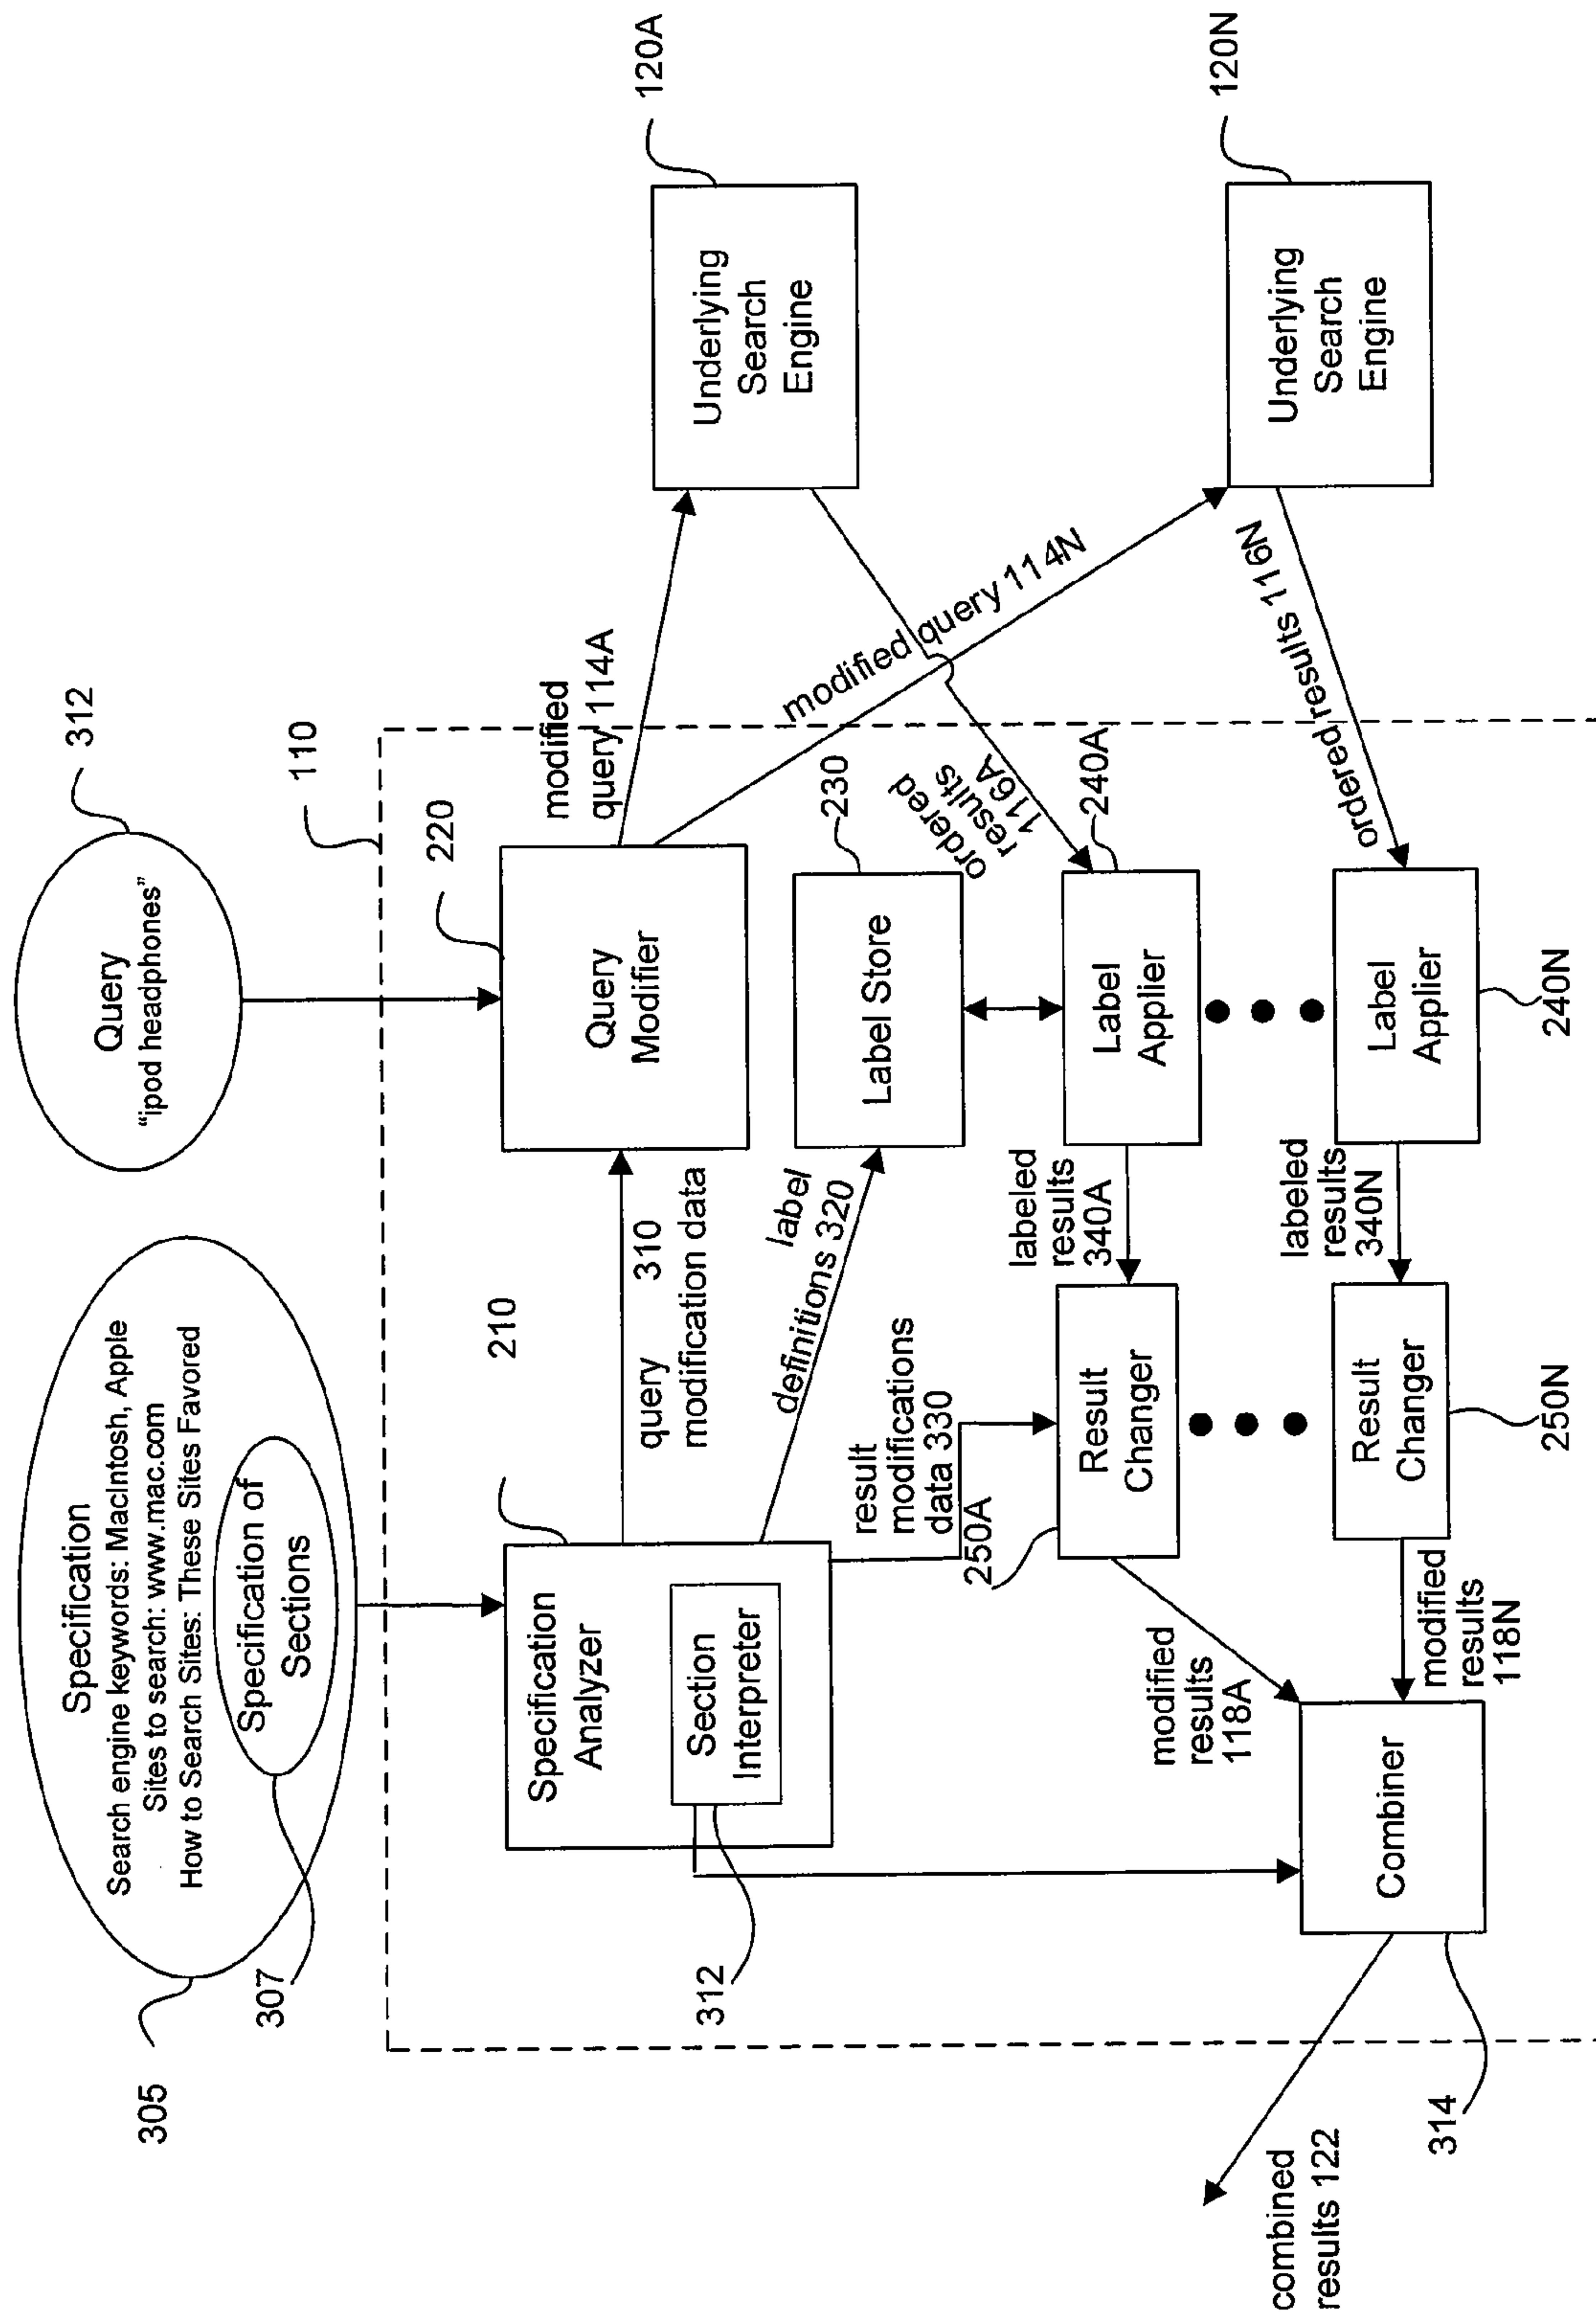 Specification
Search engine keywords: MacIntosh, Apple
Sites to search: www.mac.com
How to Search Sites: These Sites Favored
Specification of
Sections
305
307
Query
“ipod headphones”
312
110
Specification
Analyzer
Section
Interpreter
210
312
310
query
modification data
label
definitions 320
result
modifications
data 330
Query
Modifier
220
modified
query 114A
modified query 114N
Underlying
Search
Engine
120A
Underlying
Search
Engine
120N
Label Store
230
ordered
results
116A
ordered results 116N
Label
Applier
240A
Label
Applier
240N
labeled
results
340A
labeled
results
340N
Result
Changer
250A
Result
Changer
250N
modified
results
118A
modified
results
118N
Combiner
314
combined
results 122